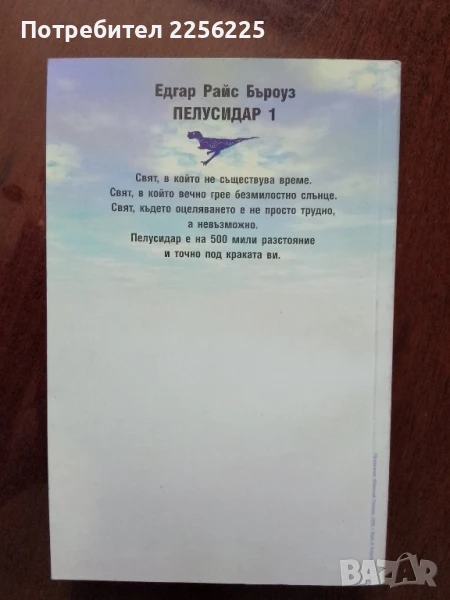 Потребител 2256225
Едгар Райс Бъроуз
ПЕЛУСИДАР 1
Свят, в който не съществува време.
Свят, в който вечно грее безмилостно слънце.
Свят, където оцеляването е не просто трудно,
а невъзможно.
Пелусидар е на 500 мили разстояние
и точно под краката ви.
BAZAR